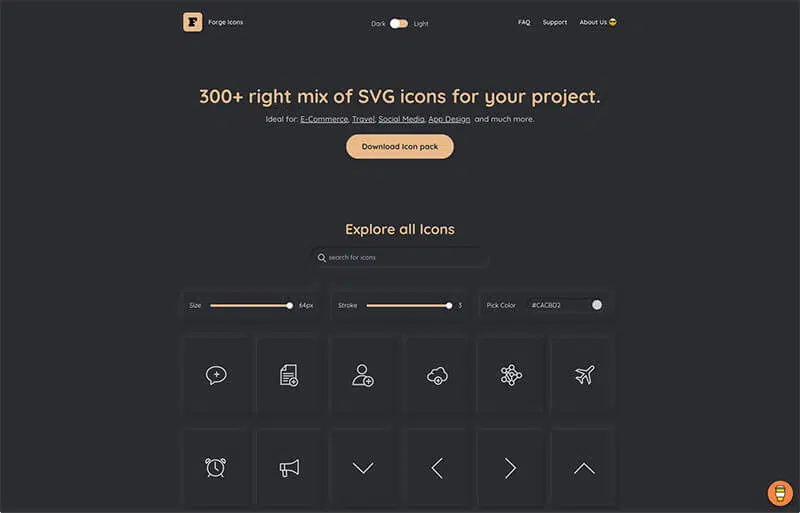 F Forge Icons
Dark Light
FAQ Support About Us 😎
300+ right mix of SVG icons for your project.
Ideal for: E-Commerce, Travel, Social Media, App Design and much more.
Download Icon pack
Explore all Icons
search for icons
Size 64px Stroke 3 Pick Color #CACBD2